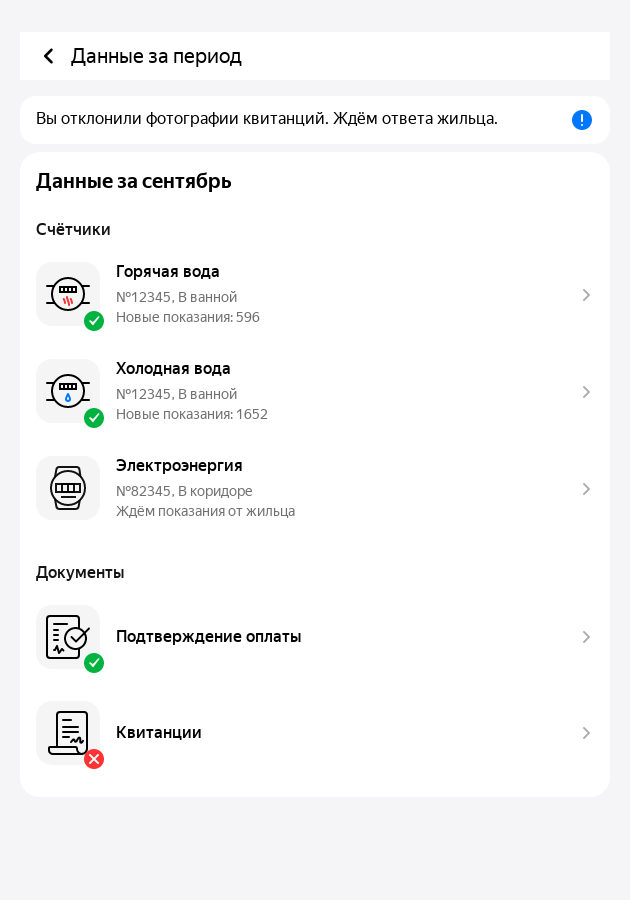 Данные за период
Вы отклонили фотографии квитанций. Ждём ответа жильца.
Данные за сентябрь
Счётчики
Горячая вода
№12345, В ванной
Новые показания: 596
Холодная вода
№12345, В ванной
Новые показания: 1652
Электроэнергия
№82345, В коридоре
Ждём показания от жильца
Документы
Подтверждение оплаты
Квитанции